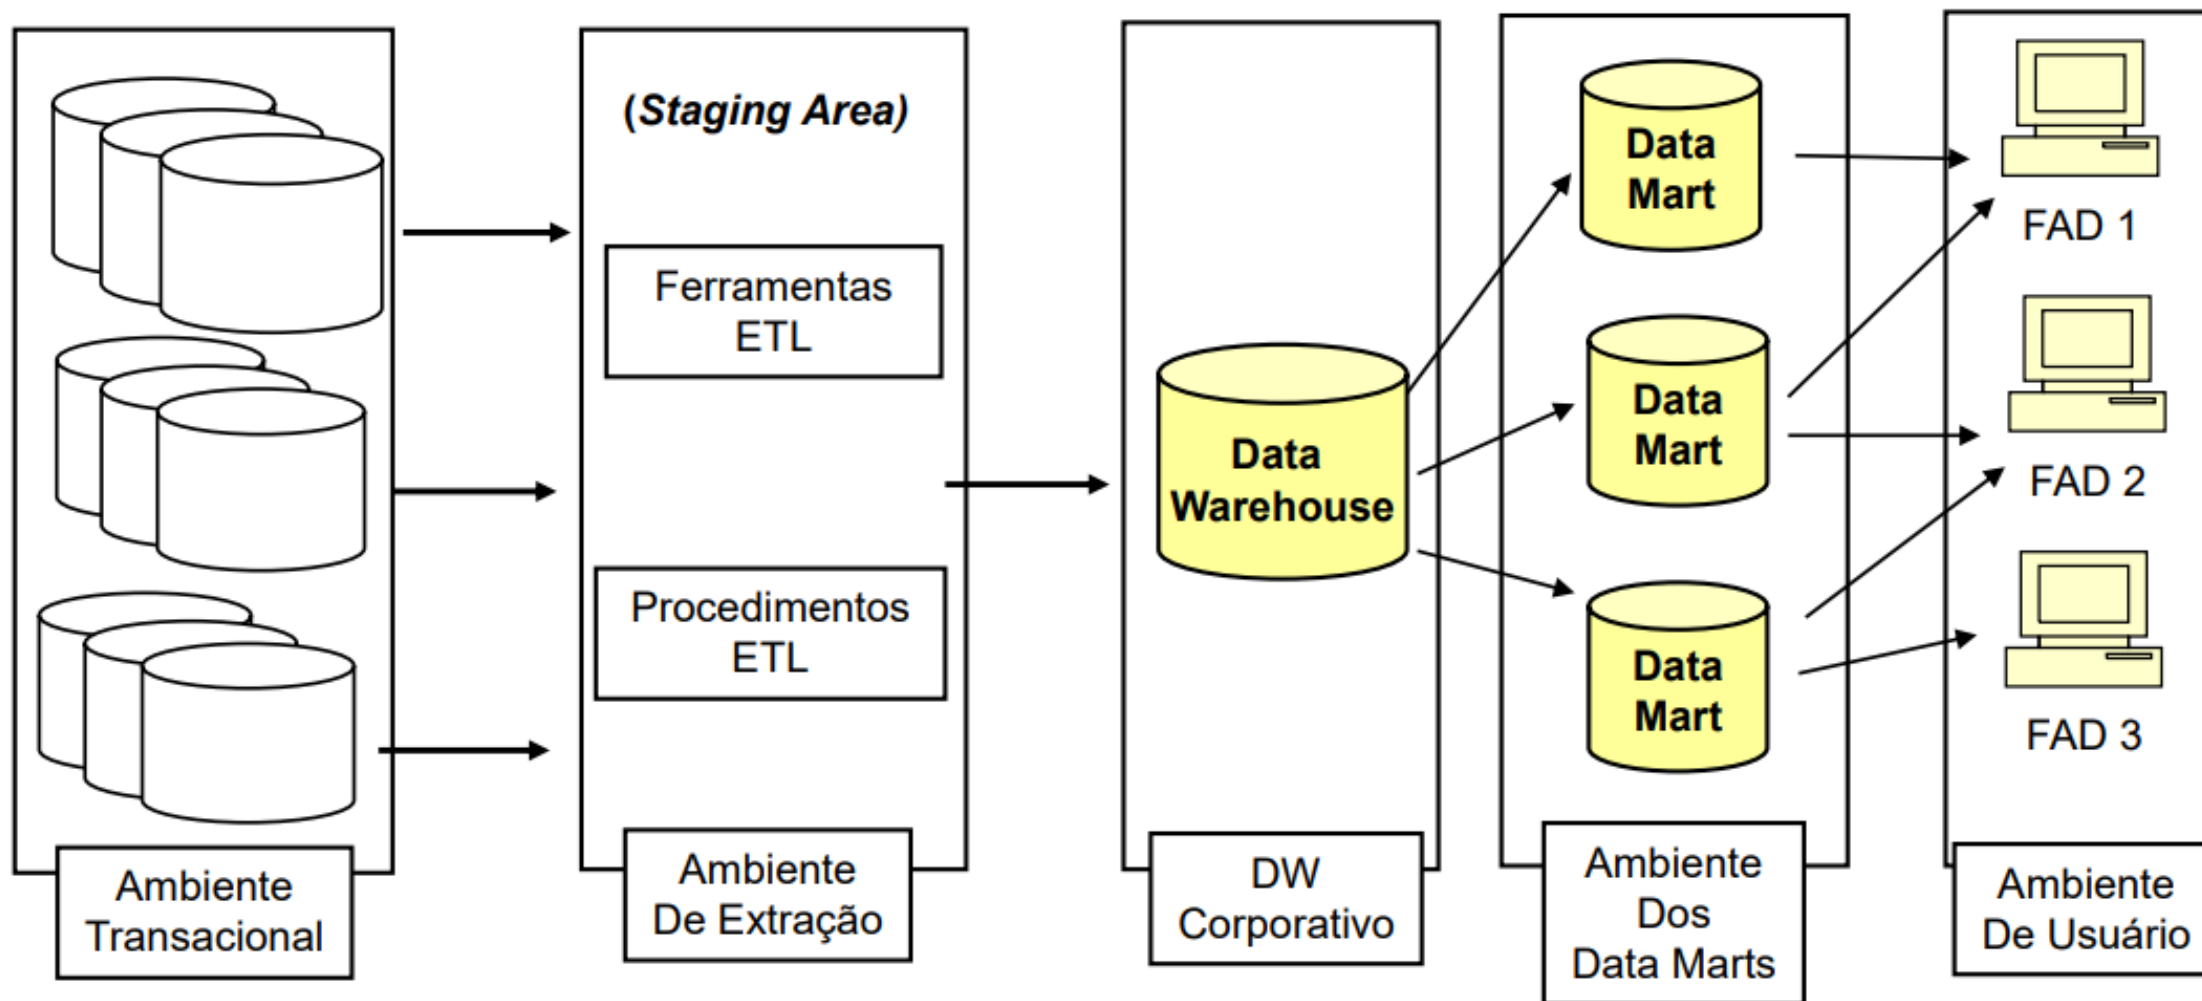 (Staging Area)
Ferramentas
ETL
Procedimentos
ETL
Data
Warehouse
Data
Mart
Data
Mart
Data
Mart
FAD 1
FAD 2
FAD 3
Ambiente
Transacional
Ambiente
De Extração
DW
Corporativo
Ambiente
Dos
Data Marts
Ambiente
De Usuário